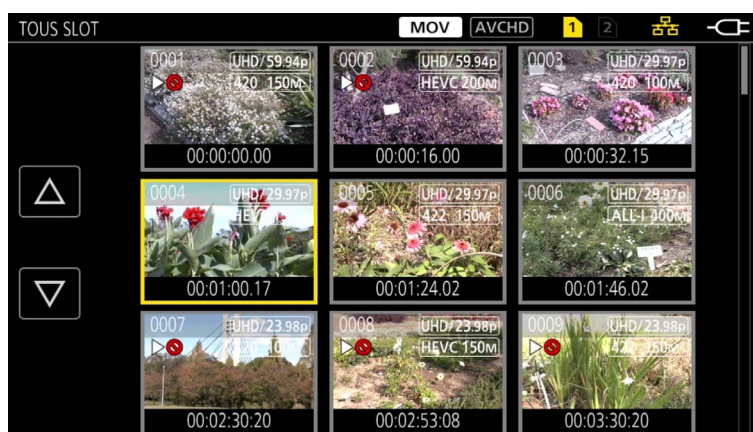 TOUS SLOT MOV AVCHD 1 2
0001 UHD/59.94p
420 150M
00:00:00.00
0002 UHD/59.94p
HEVC 200M
00:00:16.00
0003 UHD/29.97p
420 100M
00:00:32.15
0004 UHD/29.97p
HEVC
00:01:00.17
0005 UHD/29.97p
422 150M
00:01:24.02
0006 UHD/29.97p
ALL-I 400M
00:01:46.02
0007 UHD/23.98p
00:02:30:20
0008 UHD/23.98p
HEVC 150M
00:02:53:08
0009 UHD/23.98p
00:03:30:20